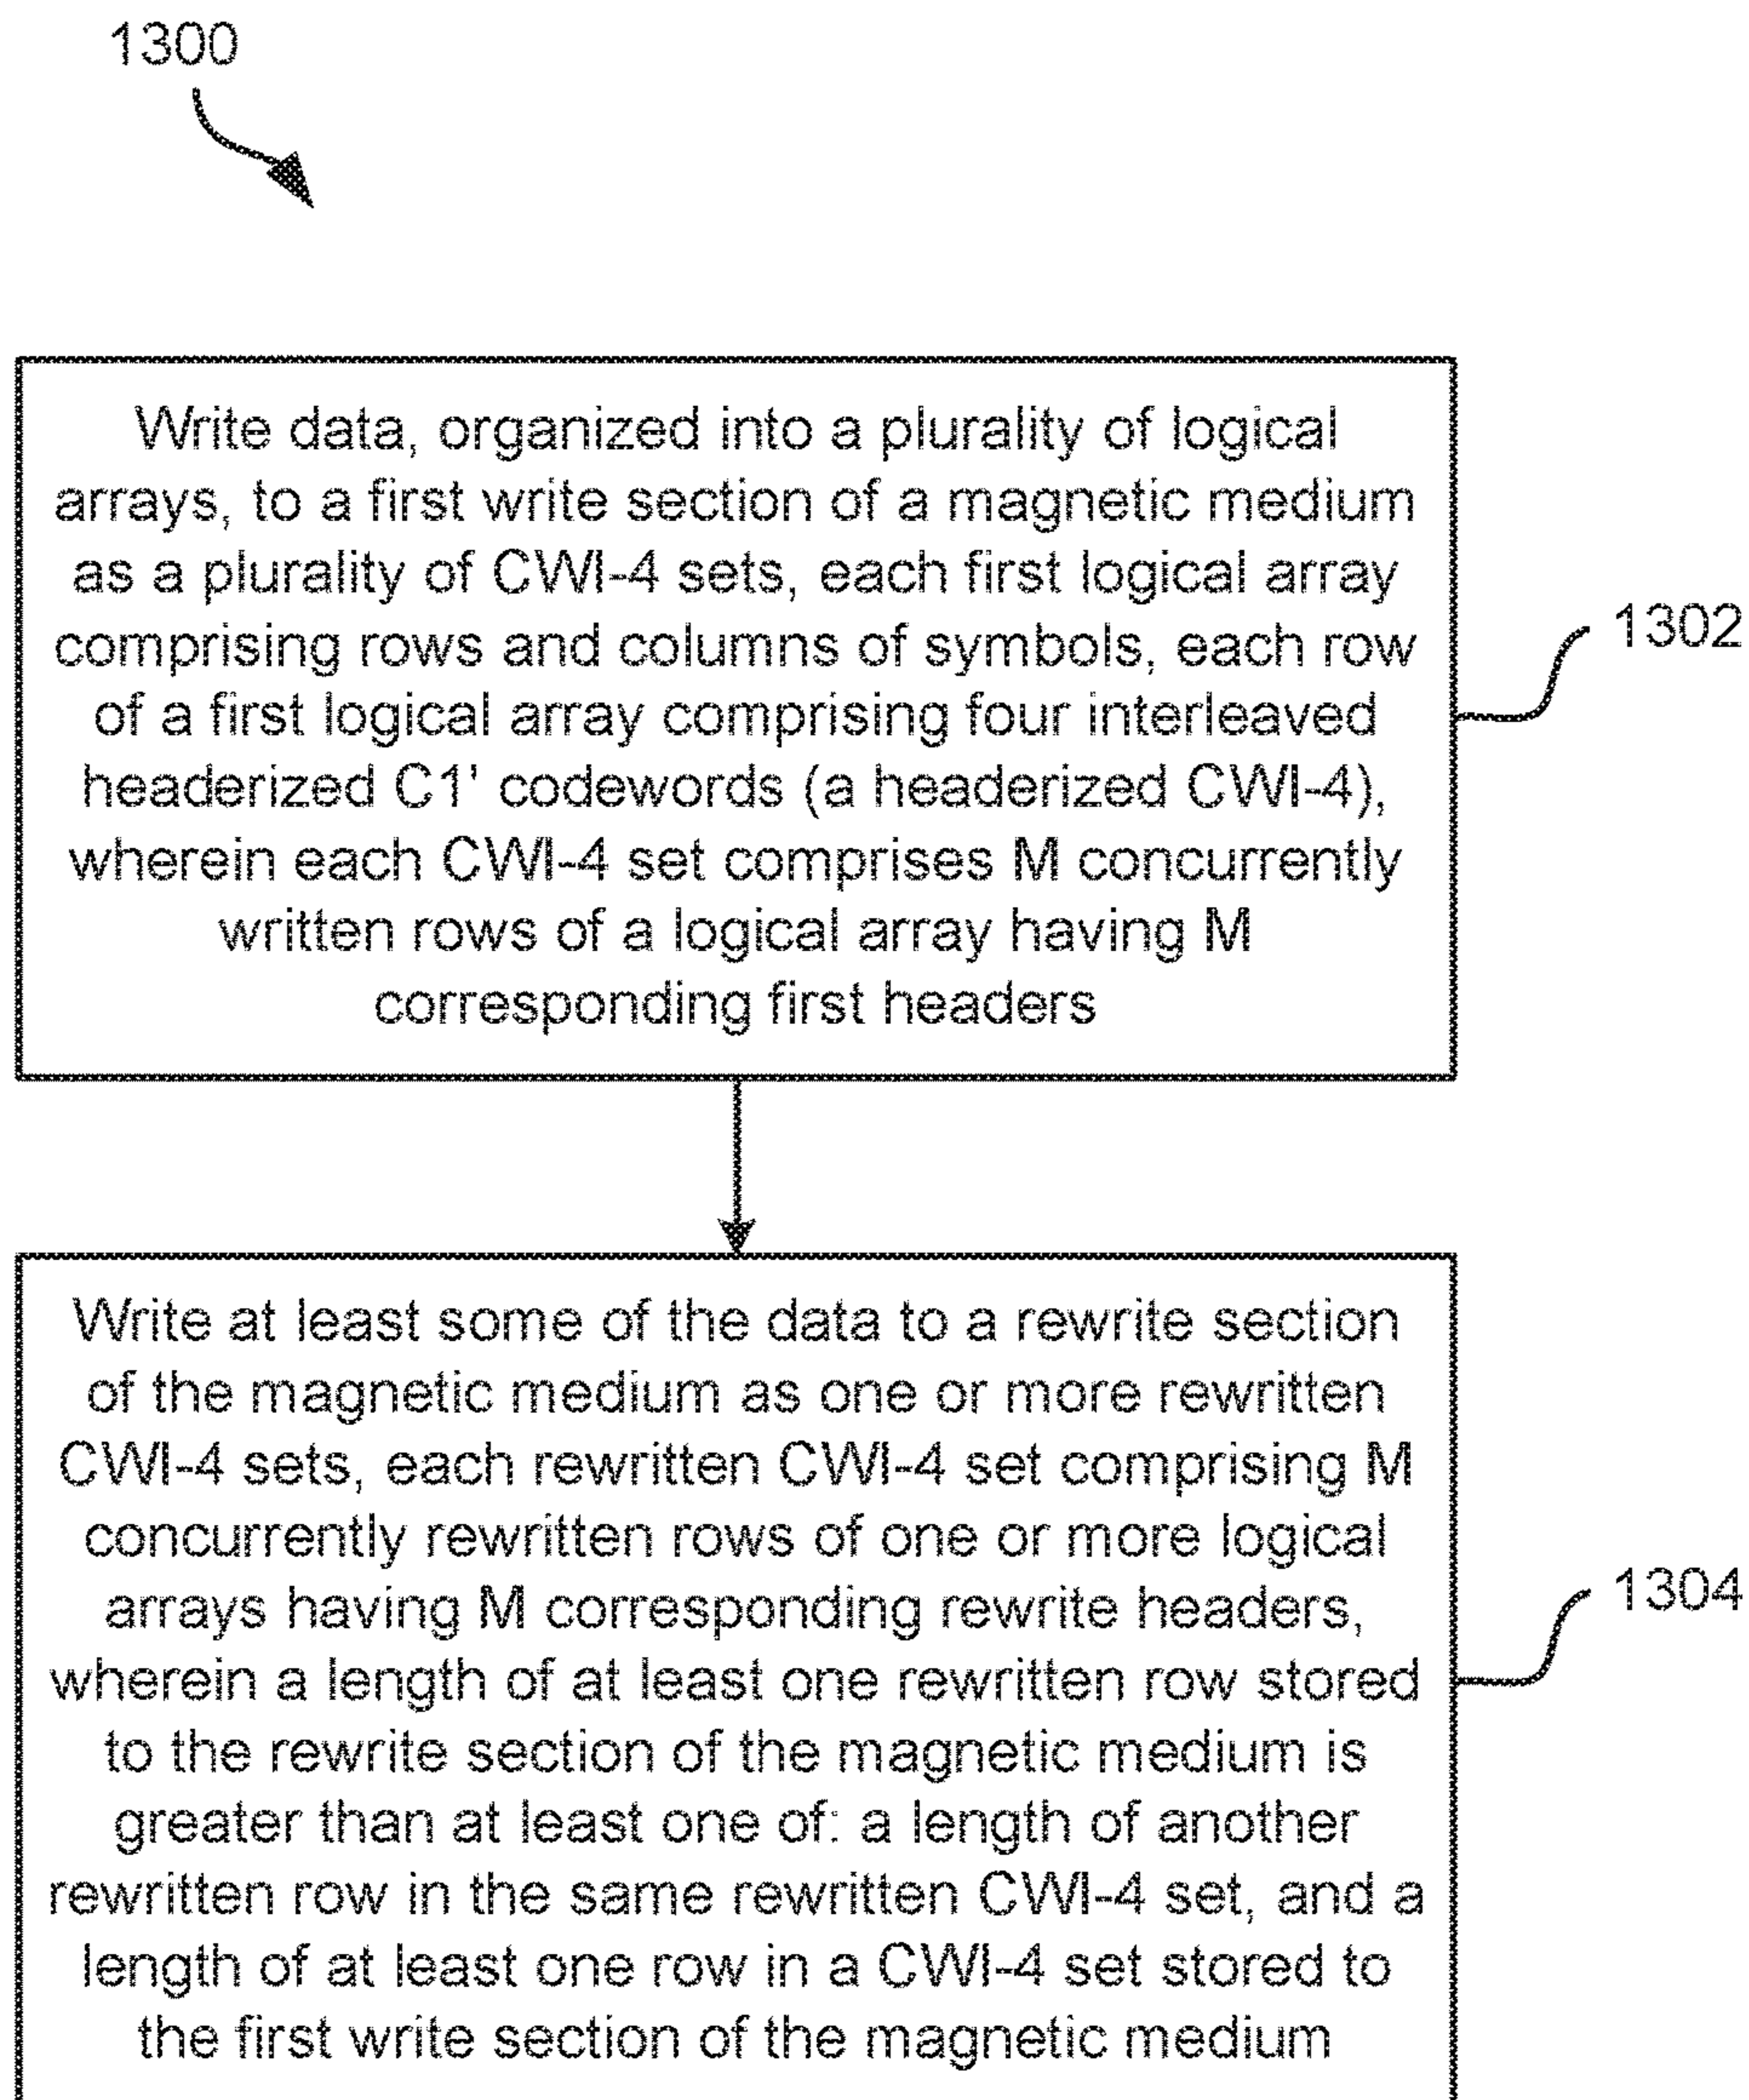 1300
Write data, organized into a plurality of logical
arrays, to a first write section of a magnetic medium
as a plurality of CWI-4 sets, each first logical array
comprising rows and columns of symbols, each row
of a first logical array comprising four interleaved
headerized C1' codewords (a headerized CWI-4),
wherein each CWI-4 set comprises M concurrently
written rows of a logical array having M
corresponding first headers
1302
Write at least some of the data to a rewrite section
of the magnetic medium as one or more rewritten
CWI-4 sets, each rewritten CWI-4 set comprising M
concurrently rewritten rows of one or more logical
arrays having M corresponding rewrite headers,
wherein a length of at least one rewritten row stored
to the rewrite section of the magnetic medium is
greater than at least one of: a length of another
rewritten row in the same rewritten CWI-4 set, and a
length of at least one row in a CWI-4 set stored to
the first write section of the magnetic medium
1304